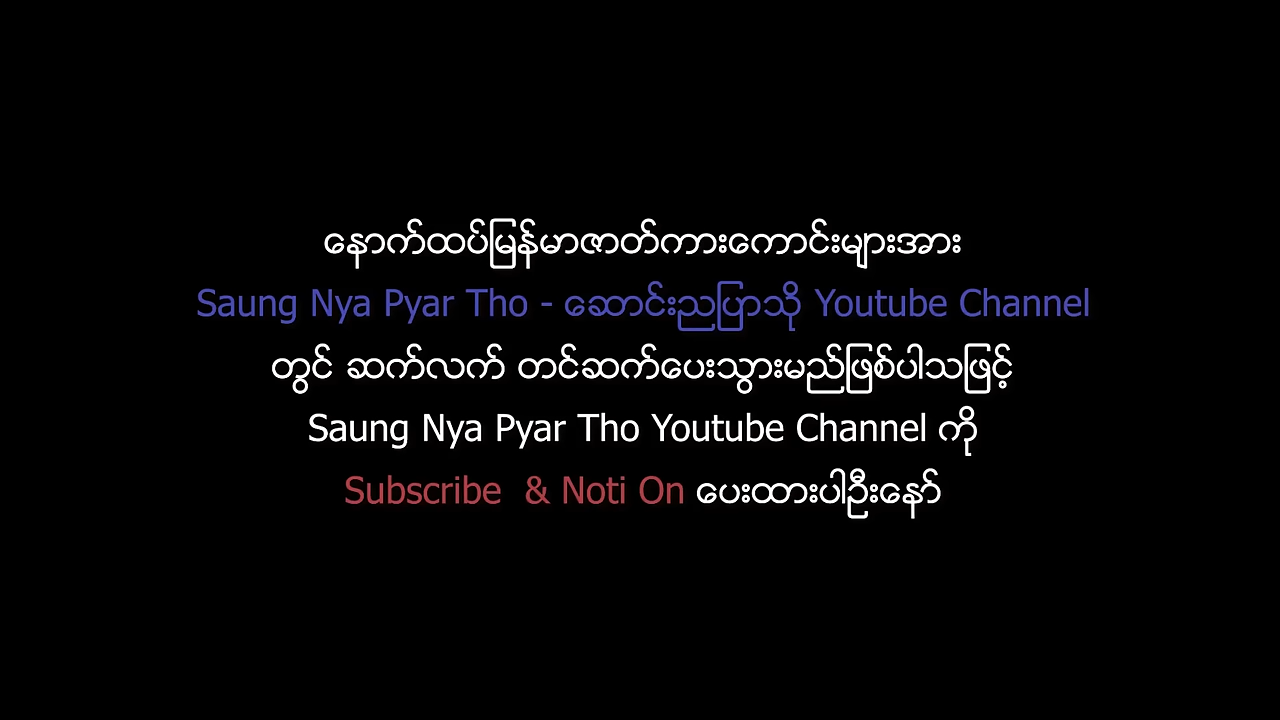 နောက်ထပ်မြန်မာဇာတ်ကားကောင်းများအား
Saung Nya Pyar Tho - ဆောင်းညပြာသို Youtube Channel
တွင် ဆက်လက် တင်ဆက်ပေးသွားမည်ဖြစ်ပါသဖြင့်
Saung Nya Pyar Tho Youtube Channel ကို
Subscribe & Noti On ပေးထားပါဦးနော်